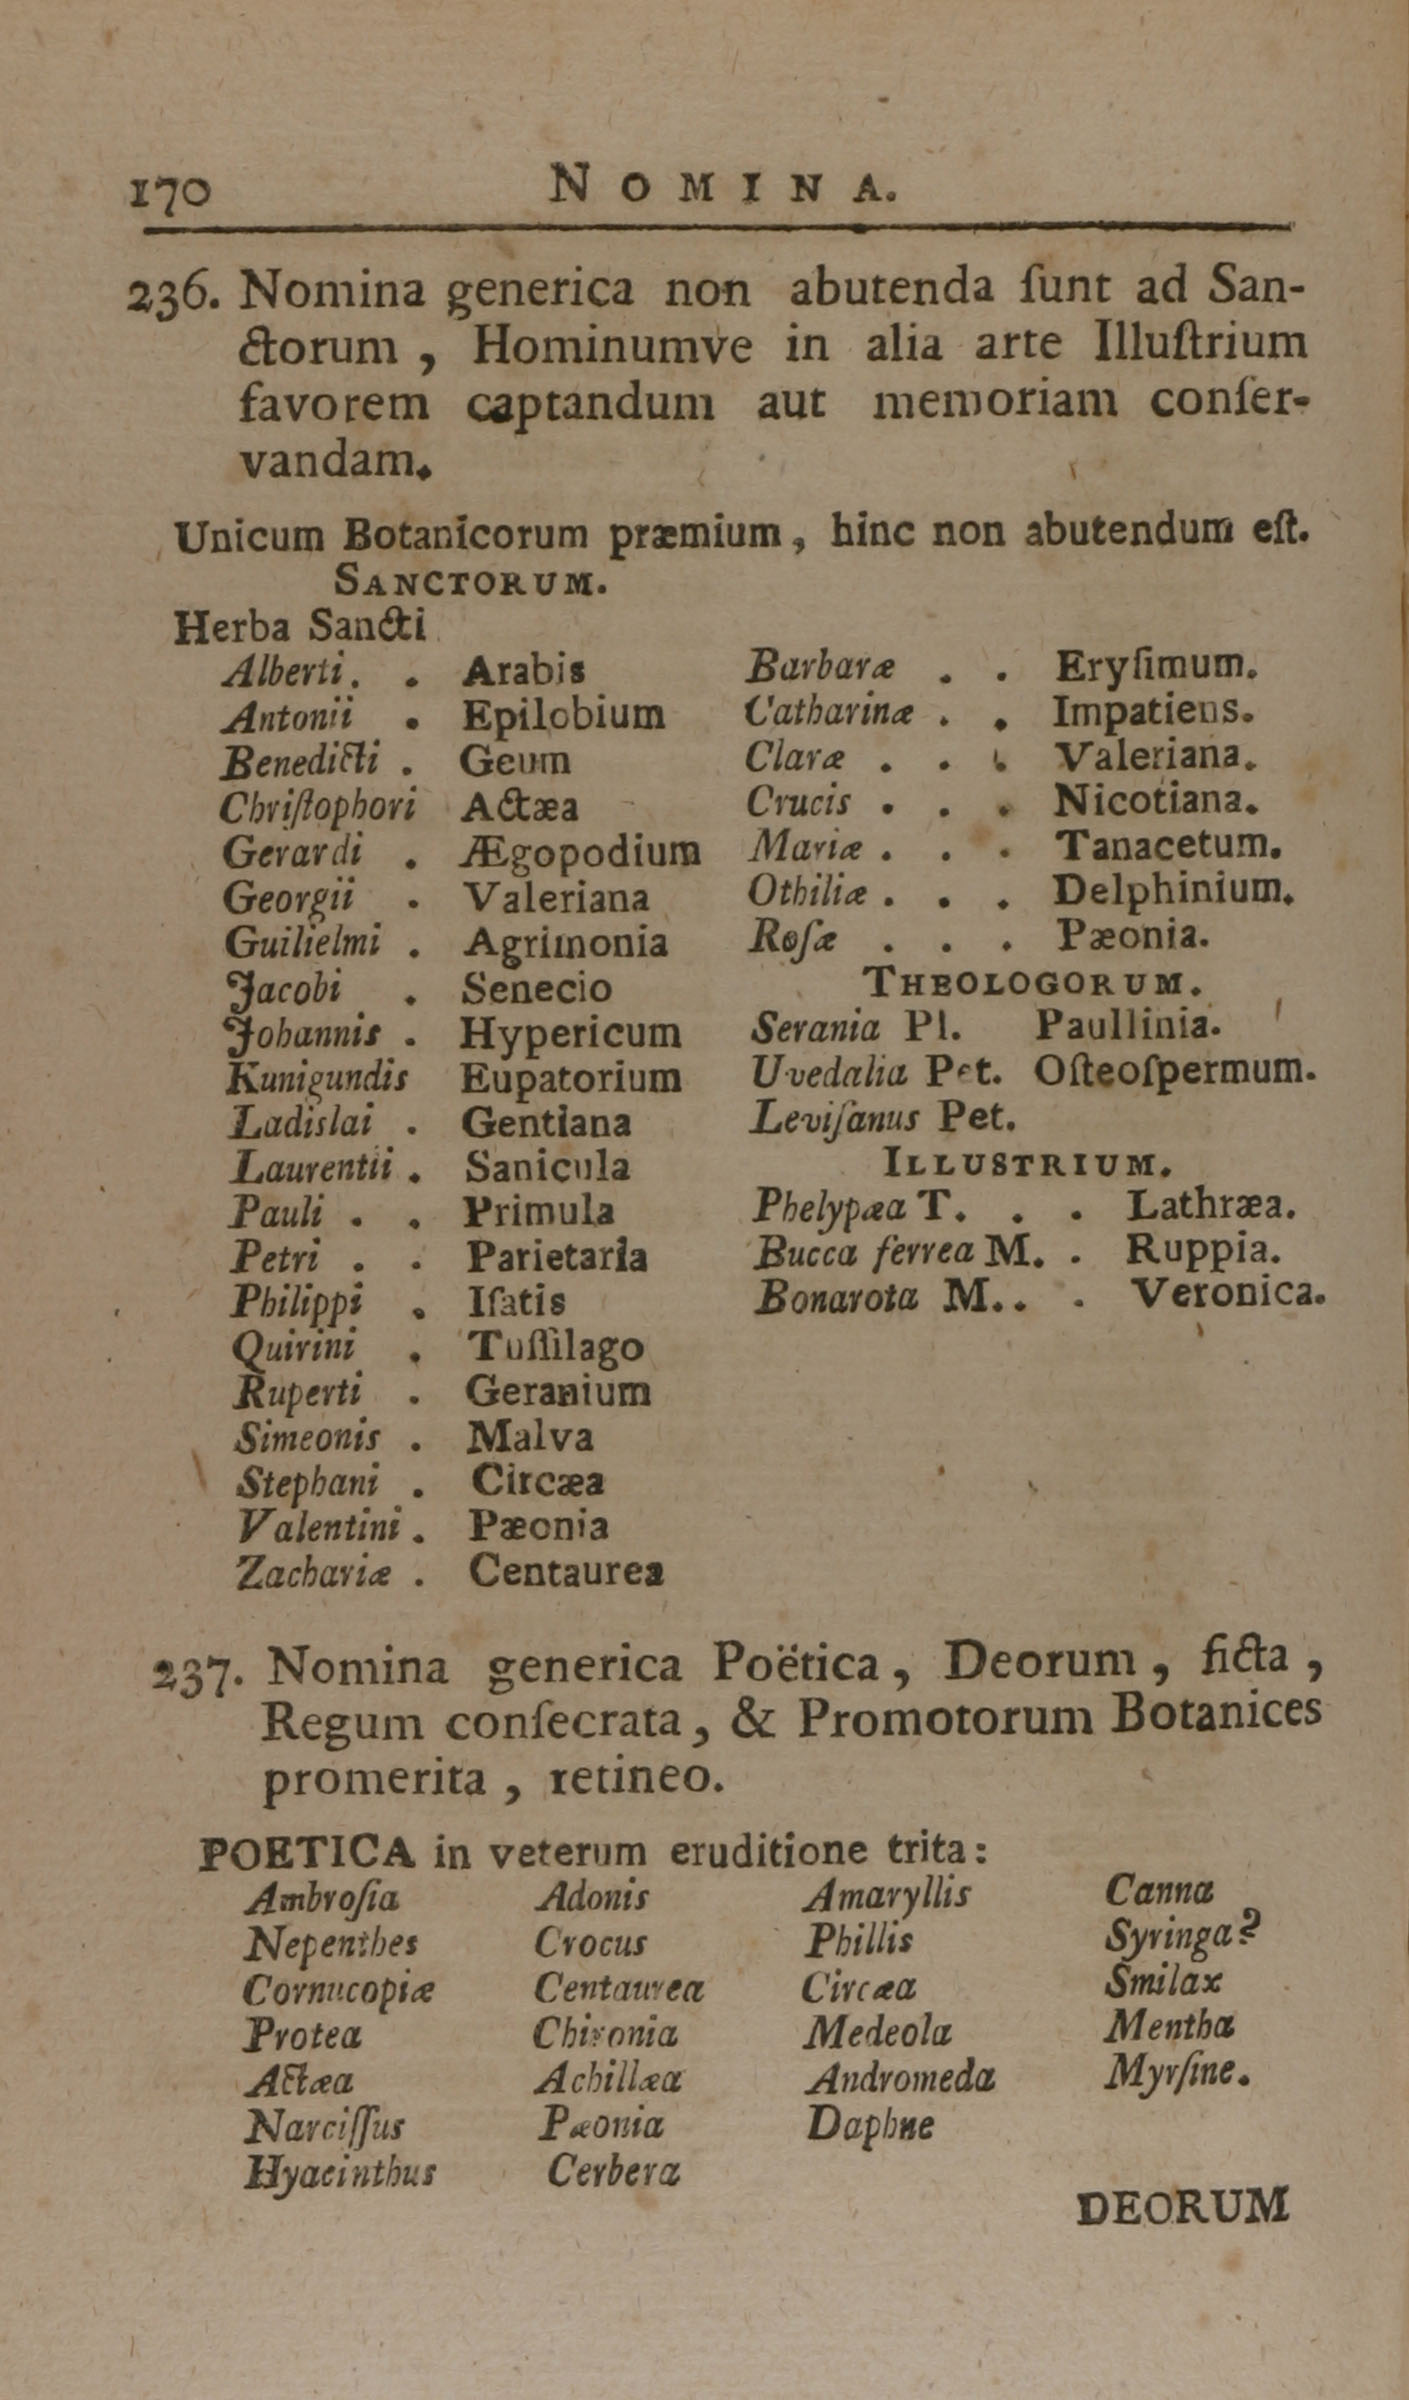 170 NOMINA.
236. Nomina generica non abutenda ſunt ad San-
ctorum , Hominumve in alia arte Illuſtrium
favorem captandum aut memoriam conſer-
vandam.
Unicum Botanicorum præmium, hinc non abutendum eſt.
SANCTORUM.
Herba Sancti
Alberti. . Arabis
Antonii . Epilobium
Benedicti . Geum
Chriſtophori Actæa
Gerardi . Ægopodium
Georgii . Valeriana
Guilielmi . Agrimonia
Jacobi . Senecio
Johannis . Hypericum
Kunigundis Eupatorium
Ladislai . Gentiana
Laurentii . Sanicula
Pauli . . Primula
Petri . . Parietaria
Philippi . Iſatis
Quirini . Tuſſilago
Ruperti . Geranium
Simeonis . Malva
Stephani . Circæa
Valentini . Pæonia
Zachariæ . Centaurea
Barbaræ . . Eryſimum.
Catharinæ . . Impatiens.
Claræ . . . Valeriana.
Crucis . . . Nicotiana.
Mariæ . . . Tanacetum.
Othiliæ . . . Delphinium.
Roſæ . . . Pæonia.
THEOLOGORUM.
Serania Pl. Paullinia.
Uvedalia Pet. Oſteoſpermum.
Leviſanus Pet.
ILLUSTRIUM.
Phelypæa T. . . Lathræa.
Bucca ferrea M. . Ruppia.
Bonarota M. . . Veronica.
237. Nomina generica Poëtica, Deorum, ficta,
Regum conſecrata, & Promotorum Botanices
promerita , retineo.
POETICA in veterum eruditione trita:
Ambroſia Adonis Amaryllis Canna
Nepenthes Crocus Phillis Syringa?
Cornucopiæ Centaurea Circæa Smilax
Protea Chironia Medeola Mentha
Actæa Achillæa Andromeda Myrſine.
Narciſſus Pæonia Daphne
Hyacinthus Cerbera
DEORUM